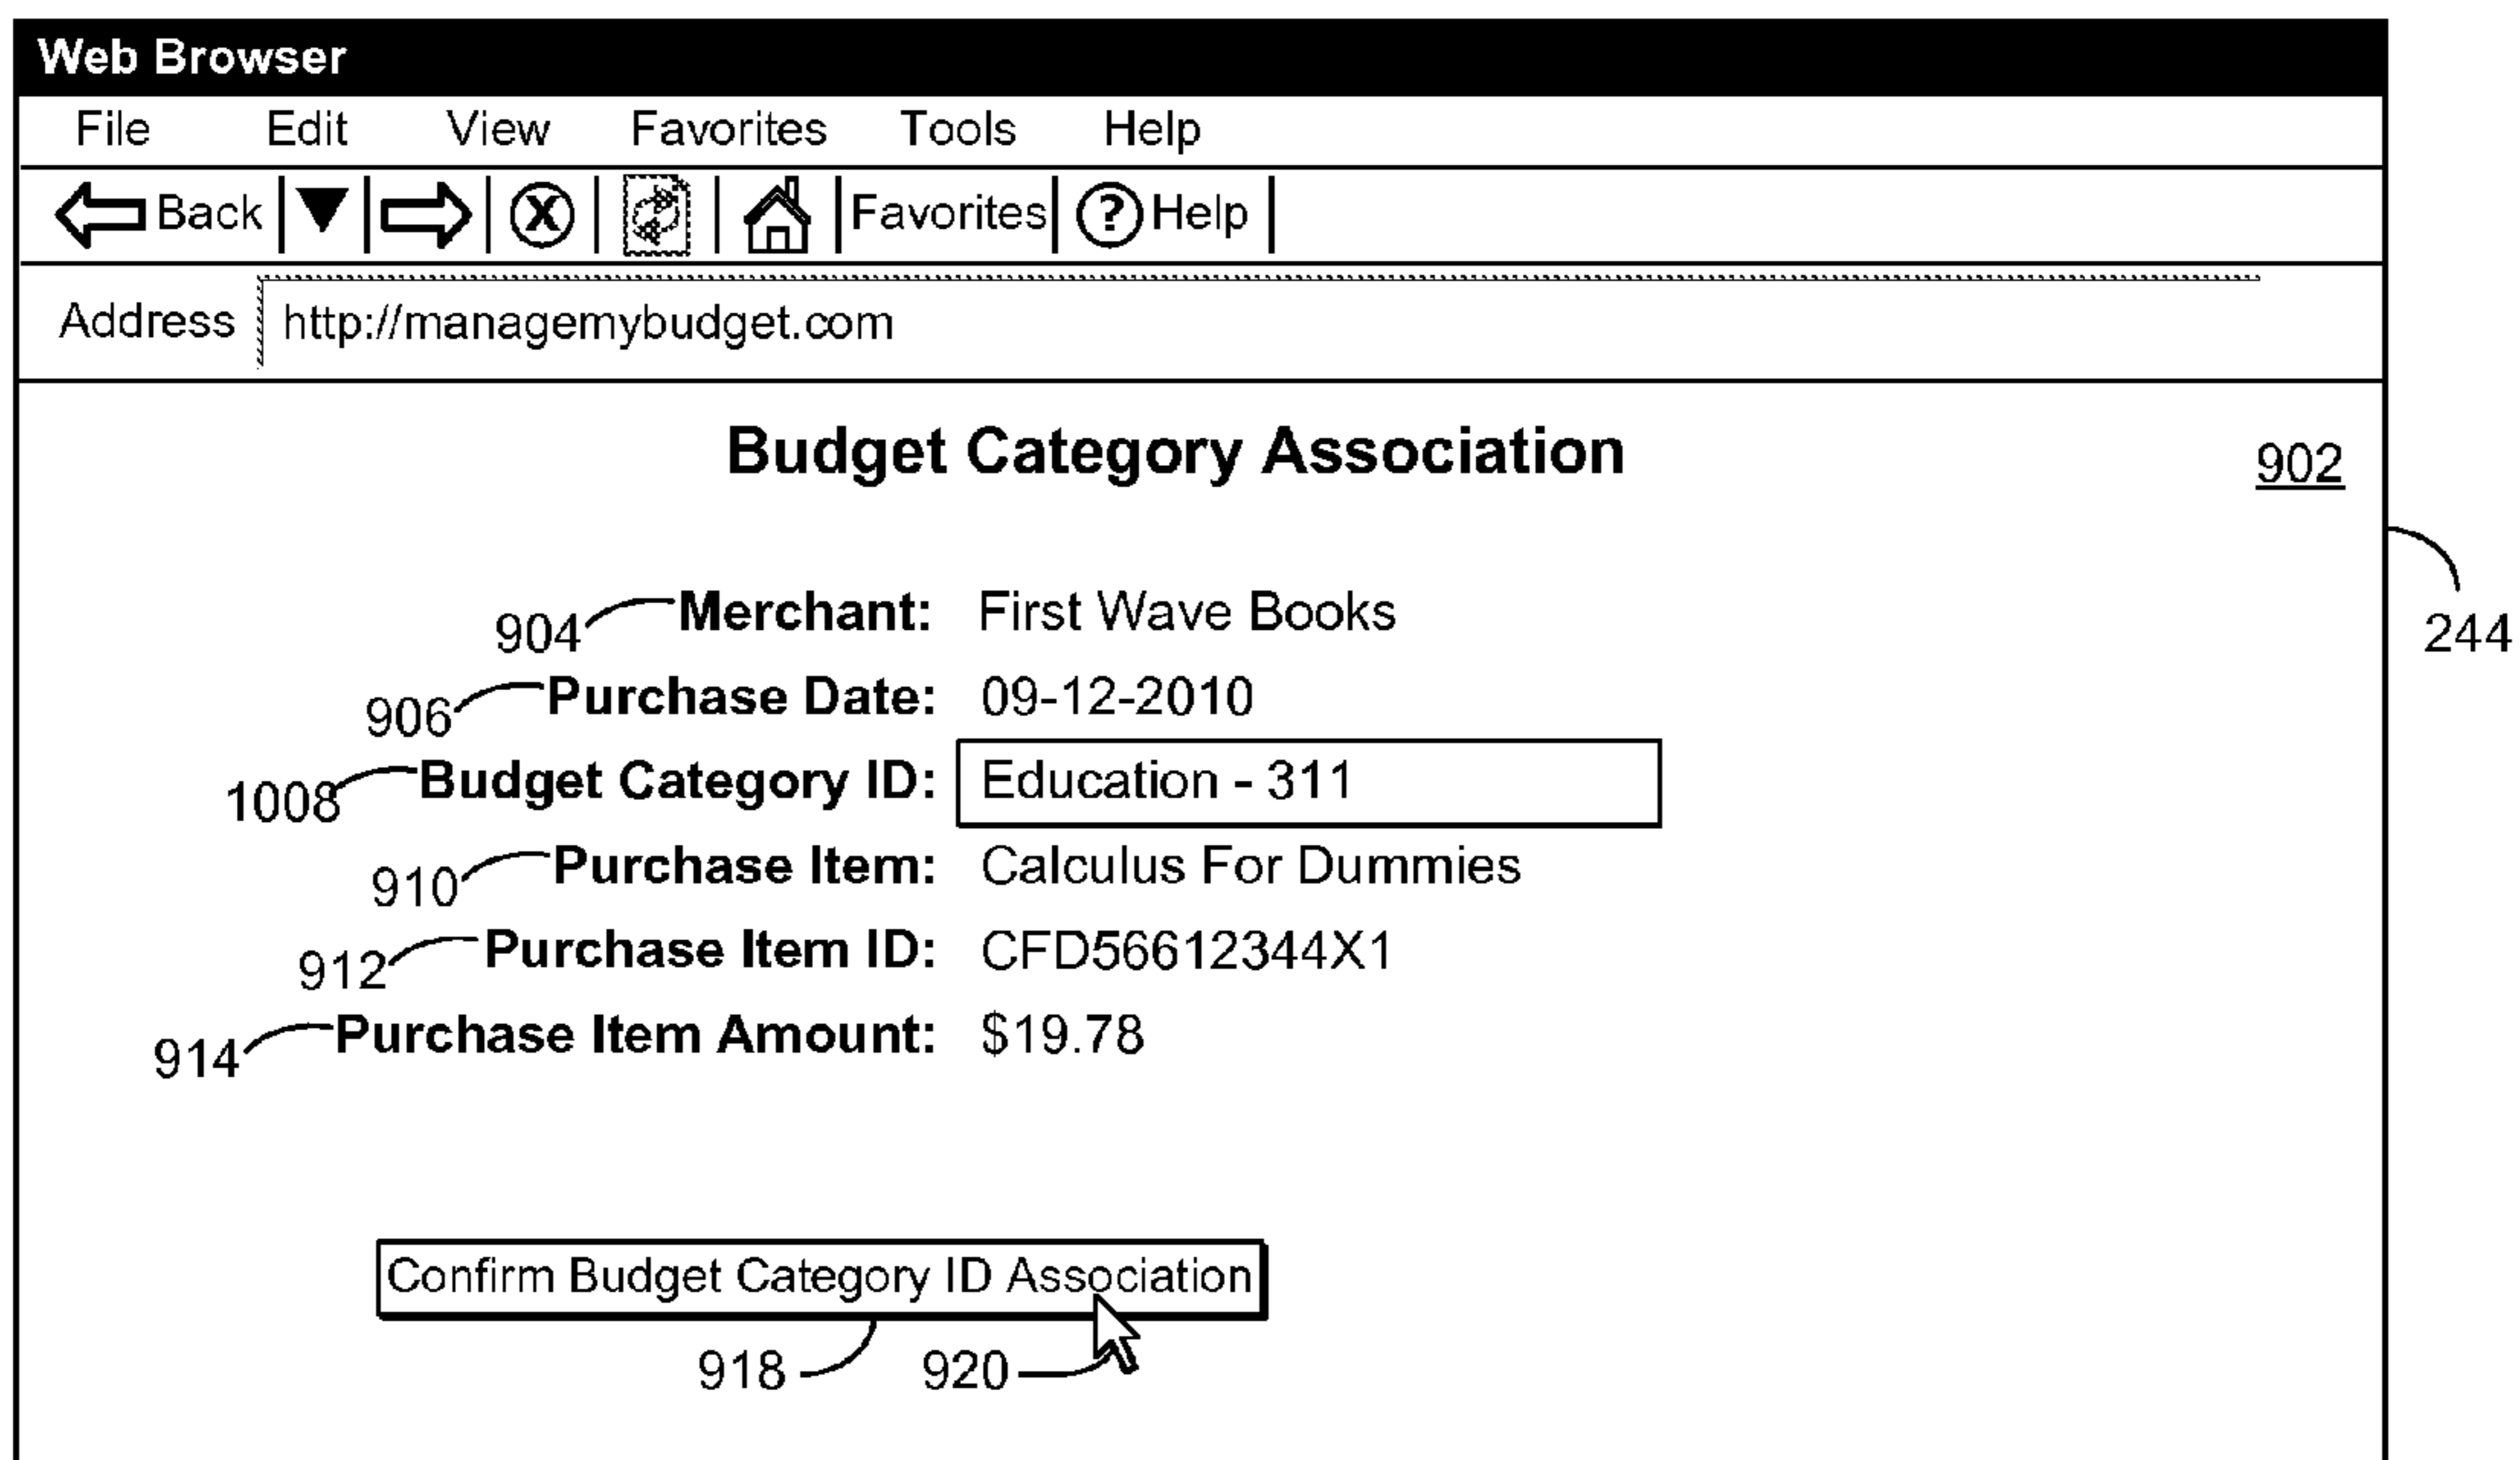 Web Browser
File Edit View Favorites Tools Help
Back X Favorites ? Help
Address http://managemybudget.com
Budget Category Association 902
904 Merchant: First Wave Books 244
906 Purchase Date: 09-12-2010
1008 Budget Category ID: Education - 311
910 Purchase Item: Calculus For Dummies
912 Purchase Item ID: CFD56612344X1
914 Purchase Item Amount: $19.78
Confirm Budget Category ID Association
918 920